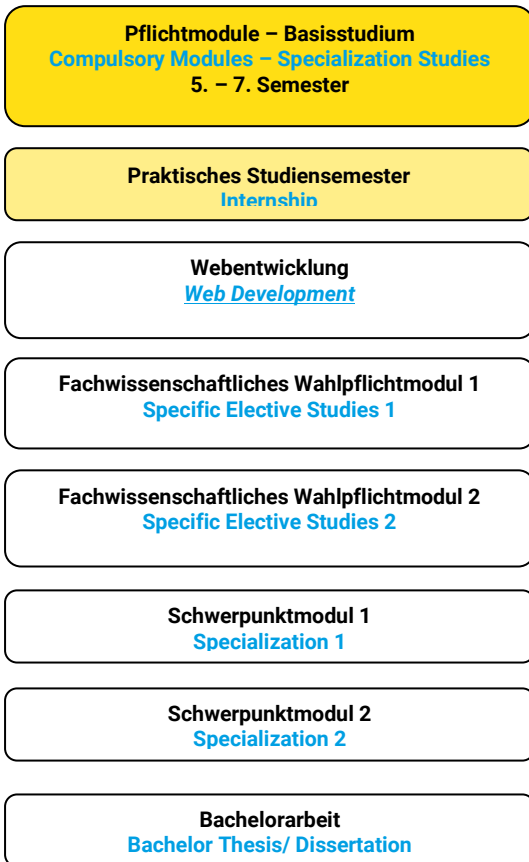 Pflichtmodule – Basisstudium
Compulsory Modules – Specialization Studies
5. – 7. Semester
Praktisches Studiensemester
Internship
Webentwicklung
Web Development
Fachwissenschaftliches Wahlpflichtmodul 1
Specific Elective Studies 1
Fachwissenschaftliches Wahlpflichtmodul 2
Specific Elective Studies 2
Schwerpunktmodul 1
Specialization 1
Schwerpunktmodul 2
Specialization 2
Bachelorarbeit
Bachelor Thesis/ Dissertation